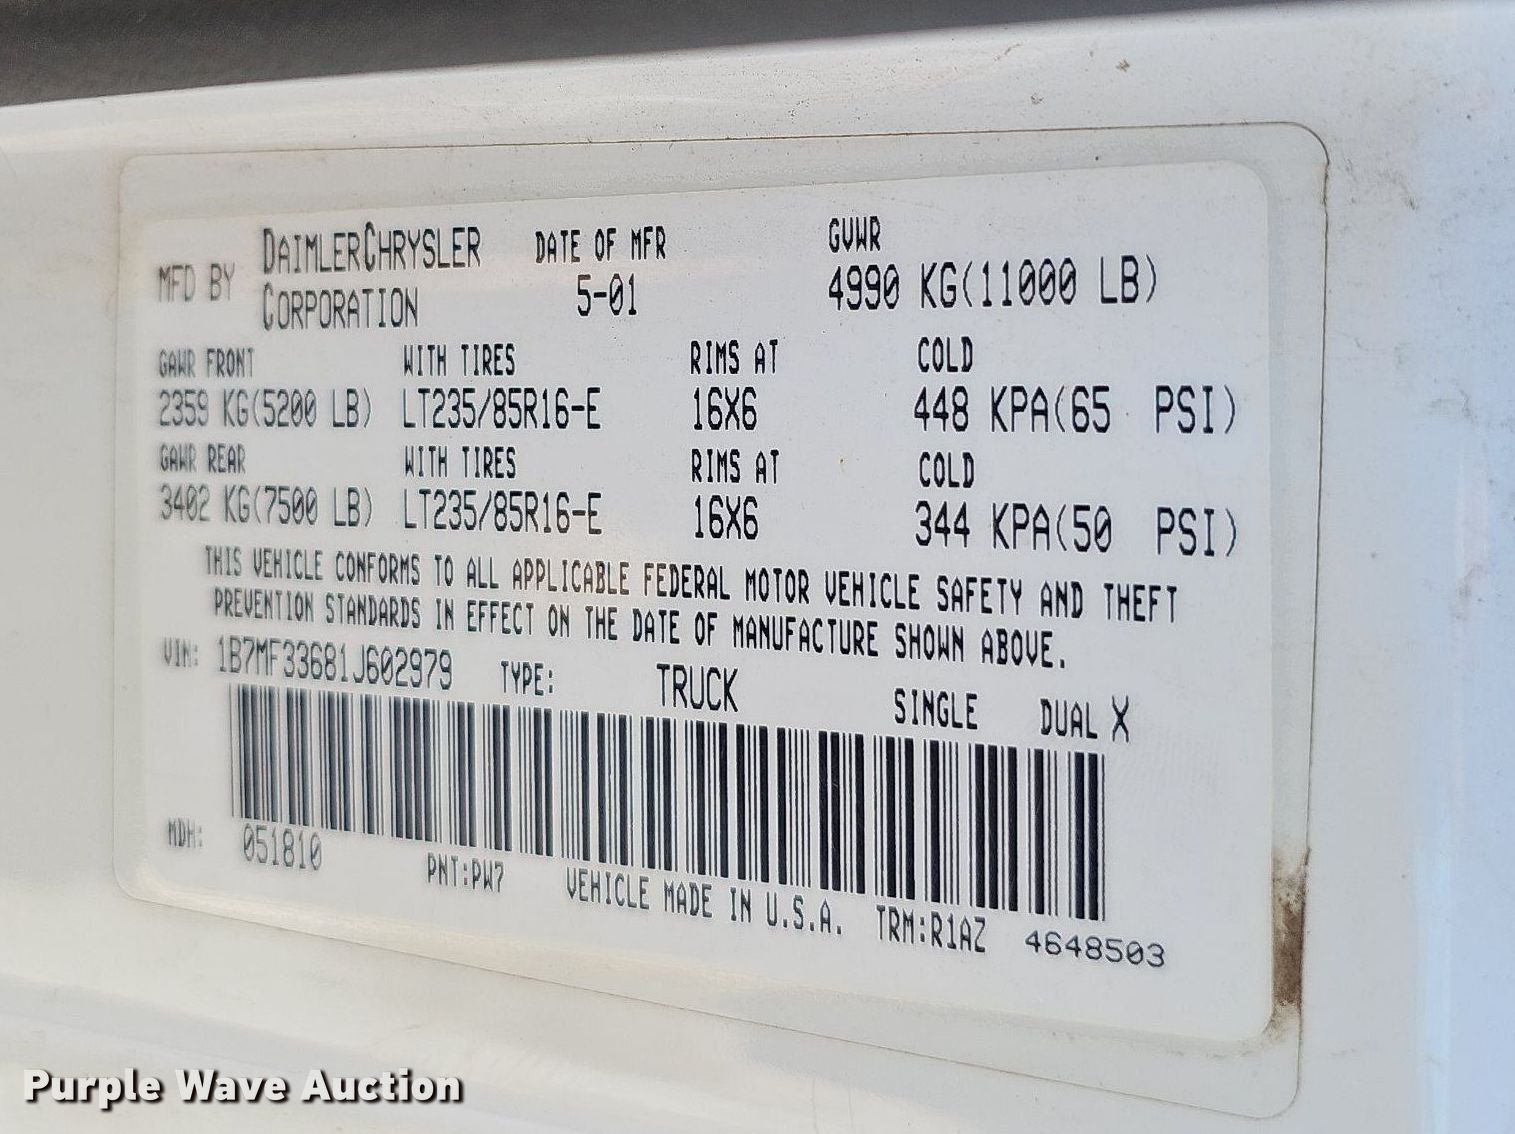 MFD BY DAIMLERCHRYSLER CORPORATION DATE OF MFR 5-01 GVWR 4990 KG(11000 LB)
GAWR FRONT WITH TIRES RIMS AT COLD
2359 KG(5200 LB) LT235/85R16-E 16X6 448 KPA(65 PSI)
GAWR REAR WITH TIRES RIMS AT COLD
3402 KG(7500 LB) LT235/85R16-E 16X6 344 KPA(50 PSI)
THIS VEHICLE CONFORMS TO ALL APPLICABLE FEDERAL MOTOR VEHICLE SAFETY AND THEFT
PREVENTION STANDARDS IN EFFECT ON THE DATE OF MANUFACTURE SHOWN ABOVE.
VIN: 1B7MF33681J602979 TYPE: TRUCK SINGLE DUAL X
MDH: 051810 PNT:PW7 VEHICLE MADE IN U.S.A. TRM:R1AZ 4648503
Purple Wave Auction